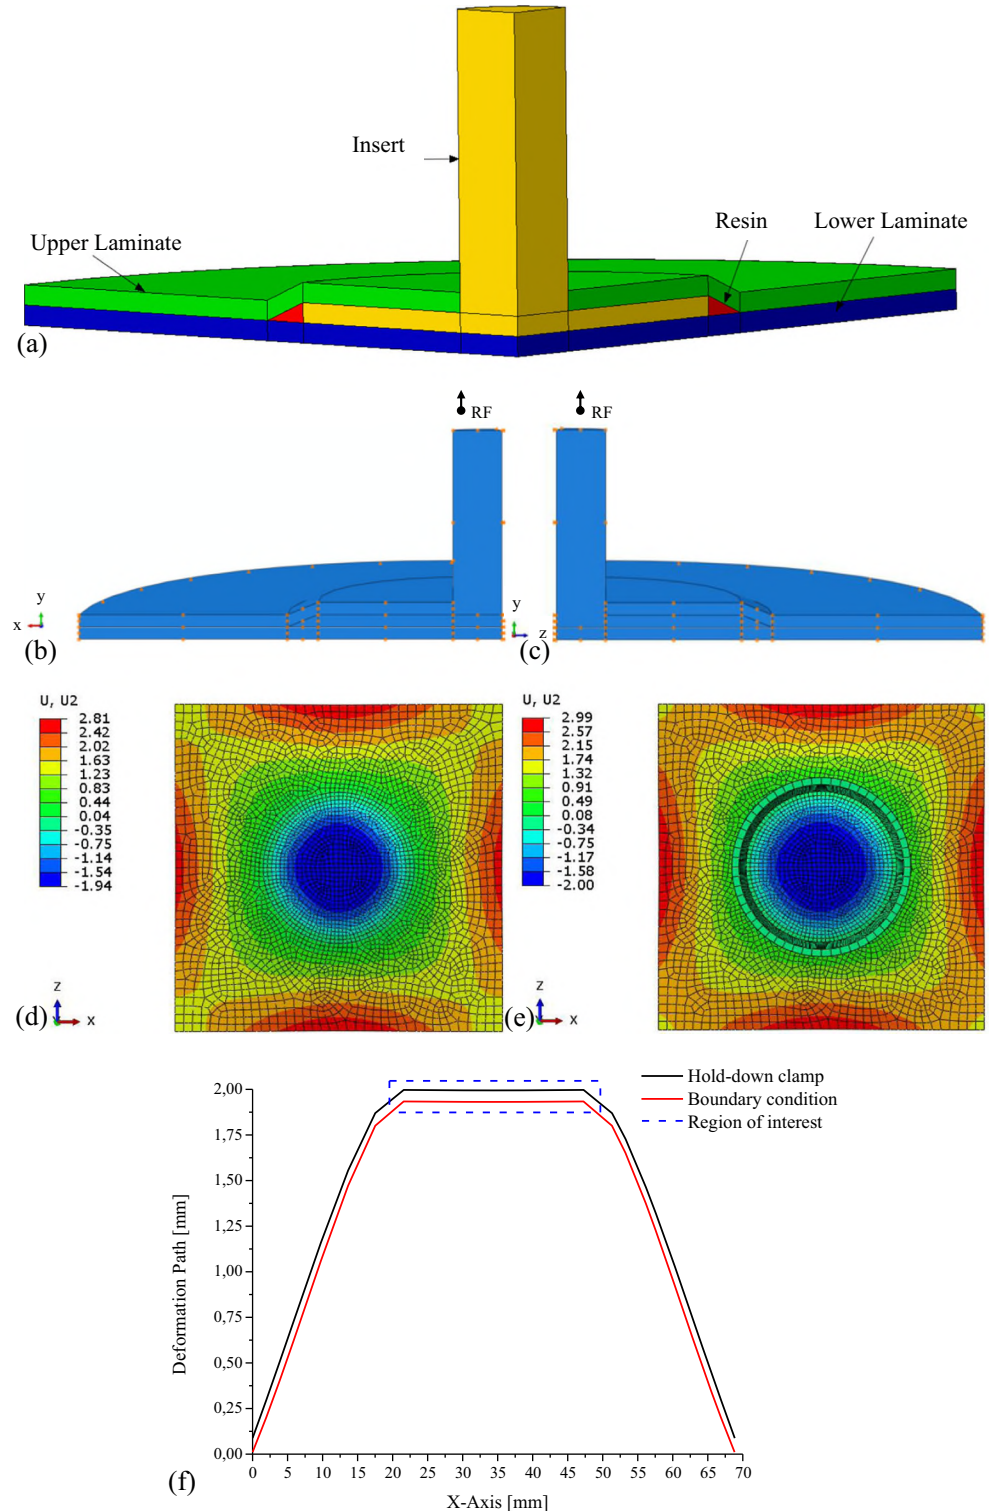 Insert
Resin
Lower Laminate
Upper Laminate
(a)
RF
RF
y
x
(b)
y
z
(c)
U, U2
2.81
2.42
2.02
1.63
1.23
0.83
0.44
0.04
-0.35
-0.75
-1.14
-1.54
-1.94
z
x
(d)
U, U2
2.99
2.57
2.15
1.74
1.32
0.91
0.49
0.08
-0.34
-0.75
-1.17
-1.58
-2.00
z
x
(e)
Hold-down clamp
Boundary condition
Region of interest
2,00
1,75
1,50
1,25
1,00
0,75
0,50
0,25
0,00
Deformation Path [mm]
0 5 10 15 20 25 30 35 40 45 50 55 60 65 70
X-Axis [mm]
(f)